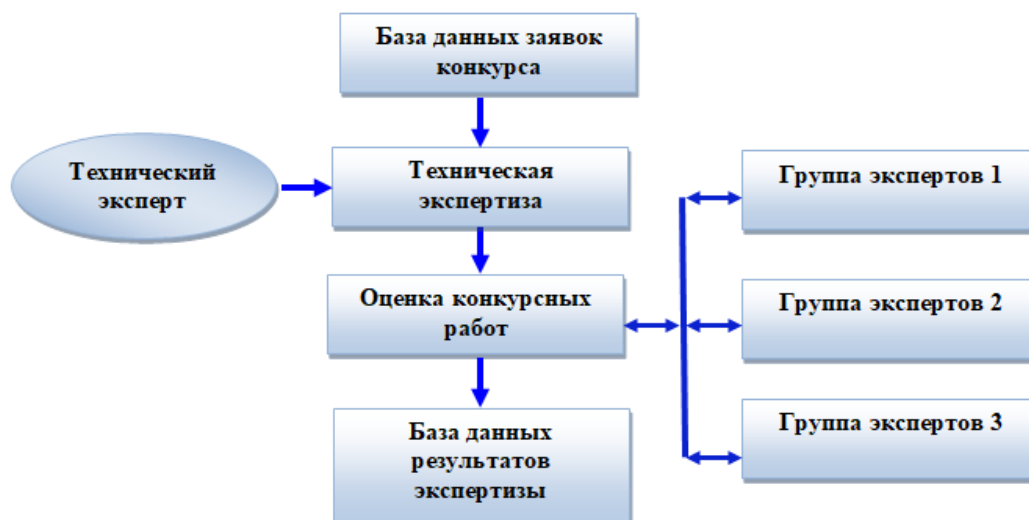 База данных заявок
конкурса
Технический
эксперт
Техническая
экспертиза
Группа экспертов 1
Оценка конкурсных
работ
Группа экспертов 2
База данных
результатов
экспертизы
Группа экспертов 3